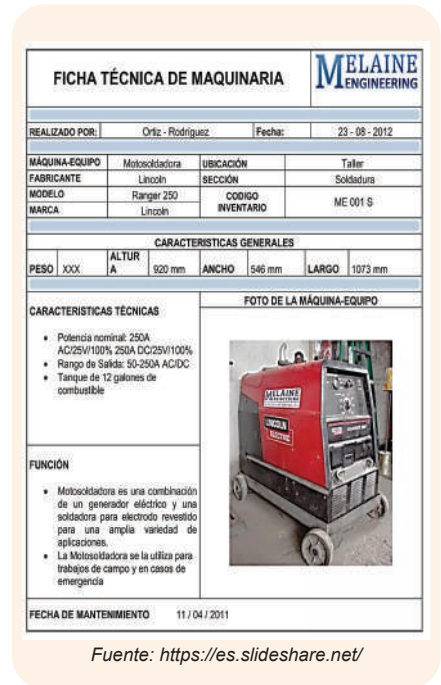 FICHA TÉCNICA DE MAQUINARIA
MELAINE
ENGINEERING
REALIZADO POR: Ortiz - Rodriguez Fecha: 23 - 08 - 2012
MÁQUINA-EQUIPO Motosoldadora UBICACIÓN Taller
FABRICANTE Lincoln SECCIÓN Soldadura
MODELO Ranger 250 CODIGO INVENTARIO ME 001 S
MARCA Lincoln
CARACTERISTICAS GENERALES
PESO XXX ALTURA 920 mm ANCHO 546 mm LARGO 1073 mm
CARACTERISTICAS TÉCNICAS
• Potencia nominal: 250A
AC/25V/100% 250A DC/25V/100%
• Rango de Salida: 50-250A AC/DC
• Tanque de 12 galones de
combustible
FOTO DE LA MÁQUINA-EQUIPO
MELAINE
LINCOLN
ELECTRIC
FUNCIÓN
• Motosoldadora es una combinación
de un generador eléctrico y una
soldadora para electrodo revestido
para una amplia variedad de
aplicaciones.
• La Motosoldadora se la utiliza para
trabajos de campo y en casos de
emergencia
FECHA DE MANTENIMIENTO 11 / 04 / 2011
Fuente: https://es.slideshare.net/